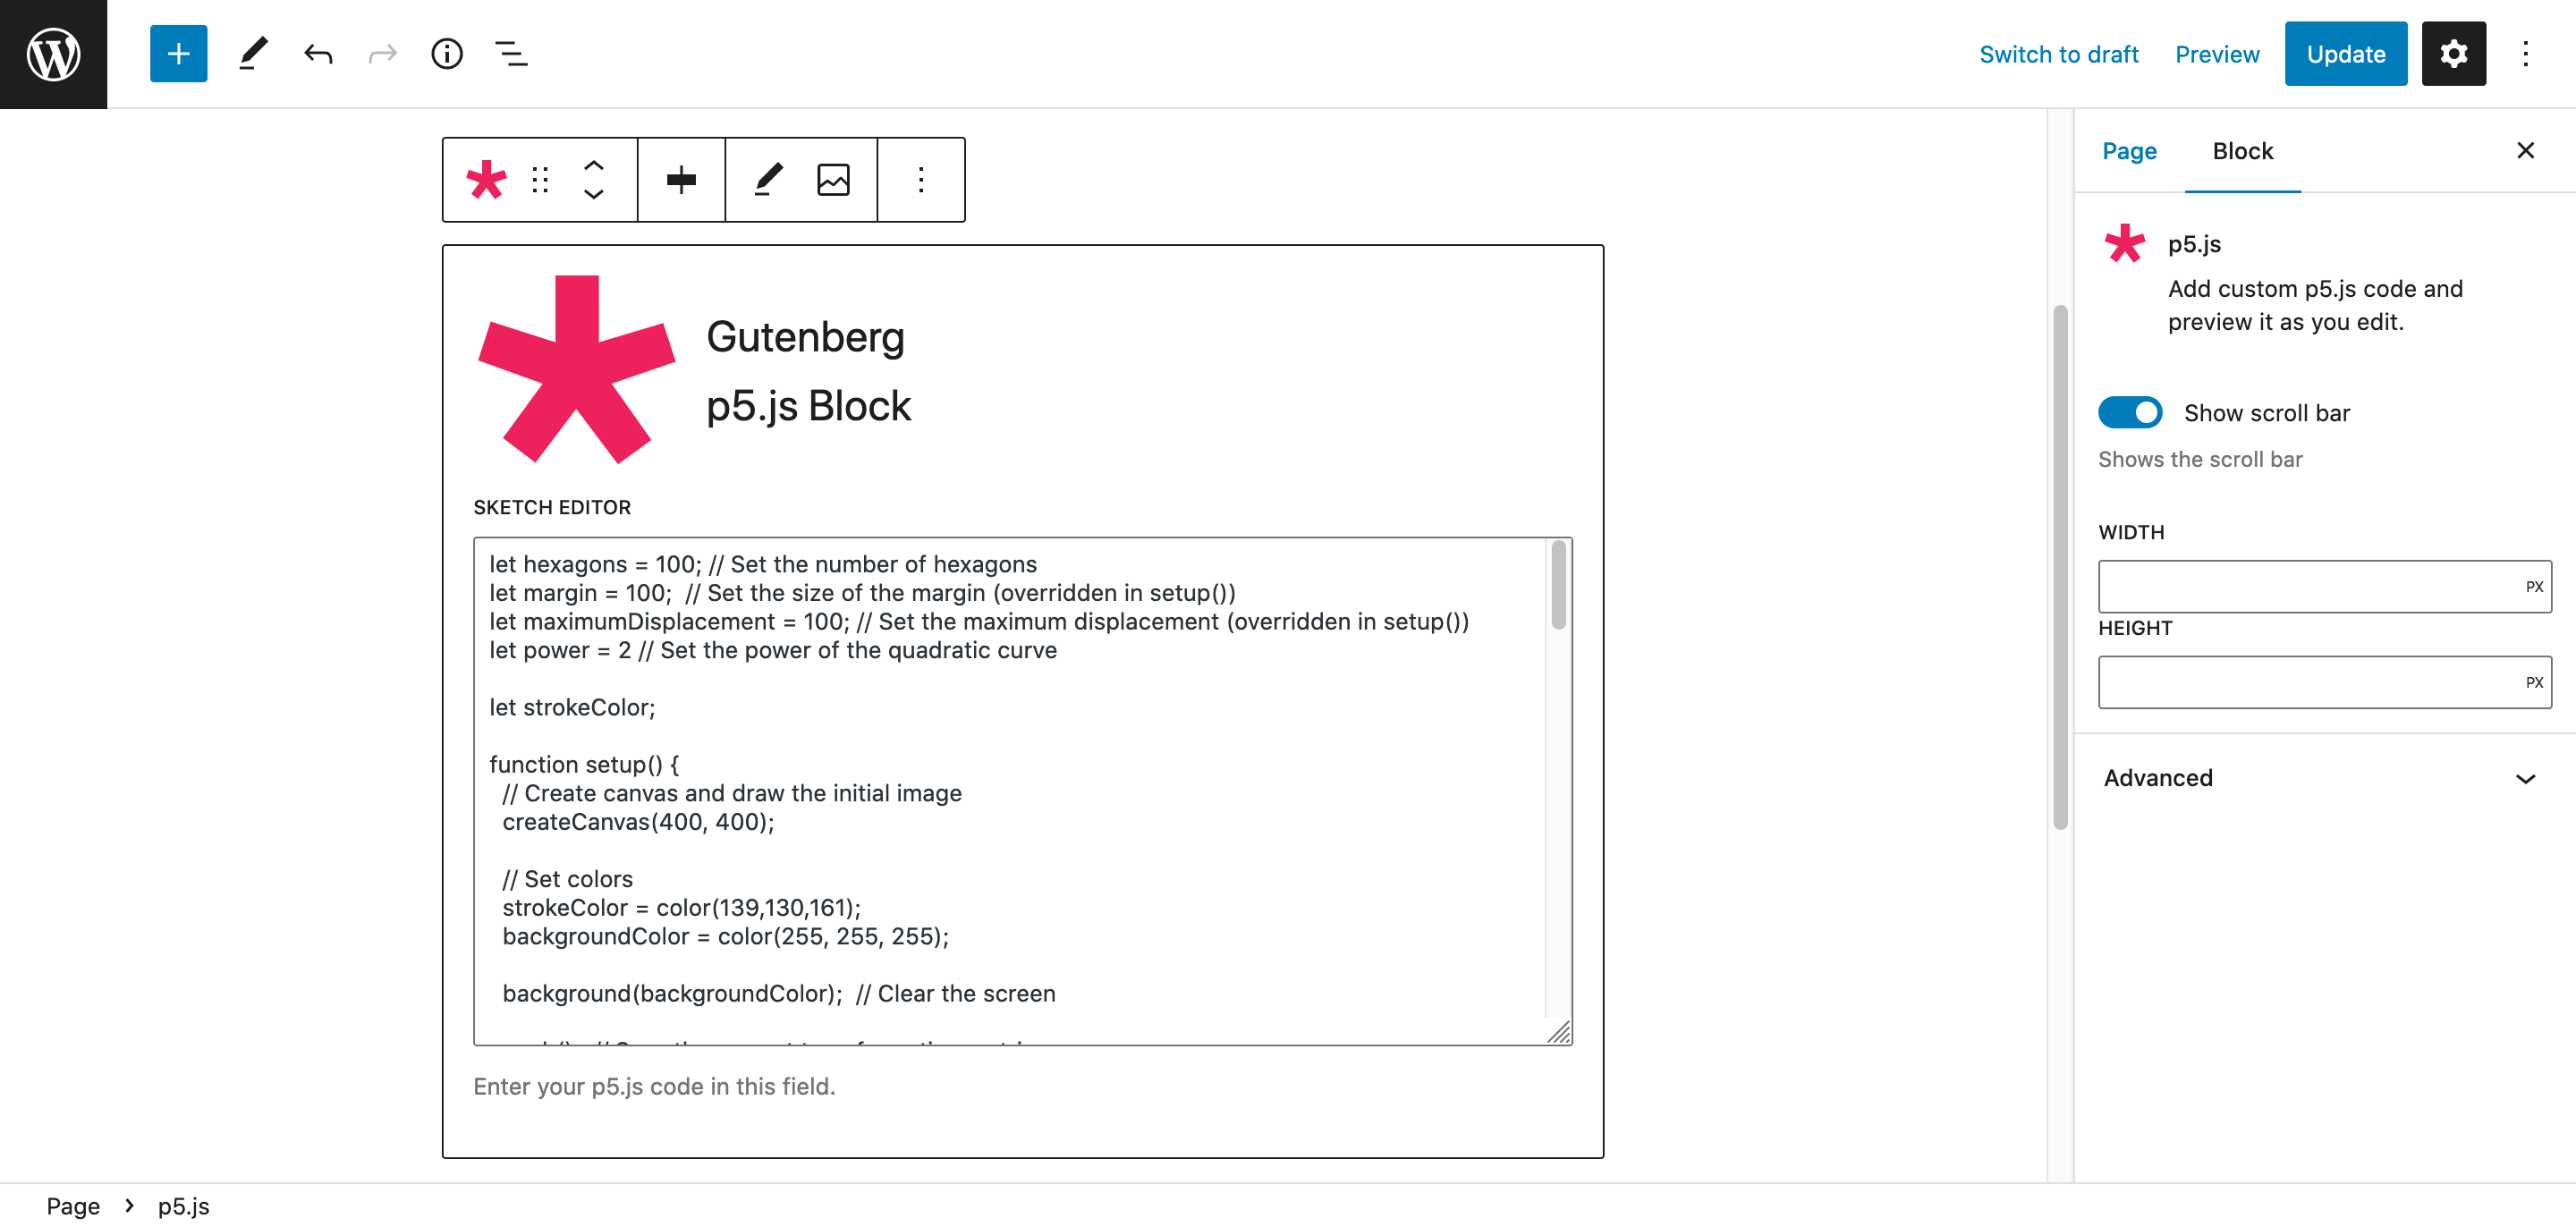 Switch to draft
Preview
Update
Page
Block
p5.js
Add custom p5.js code and
preview it as you edit.
Show scroll bar
Shows the scroll bar
WIDTH
PX
HEIGHT
PX
Advanced
Gutenberg
p5.js Block
SKETCH EDITOR
let hexagons = 100; // Set the number of hexagons
let margin = 100;  // Set the size of the margin (overridden in setup())
let maximumDisplacement = 100; // Set the maximum displacement (overridden in setup())
let power = 2 // Set the power of the quadratic curve
let strokeColor;
function setup() {
// Create canvas and draw the initial image
createCanvas(400, 400);
// Set colors
strokeColor = color(139,130,161);
backgroundColor = color(255, 255, 255);
background(backgroundColor);  // Clear the screen
Enter your p5.js code in this field.
Page > p5.js